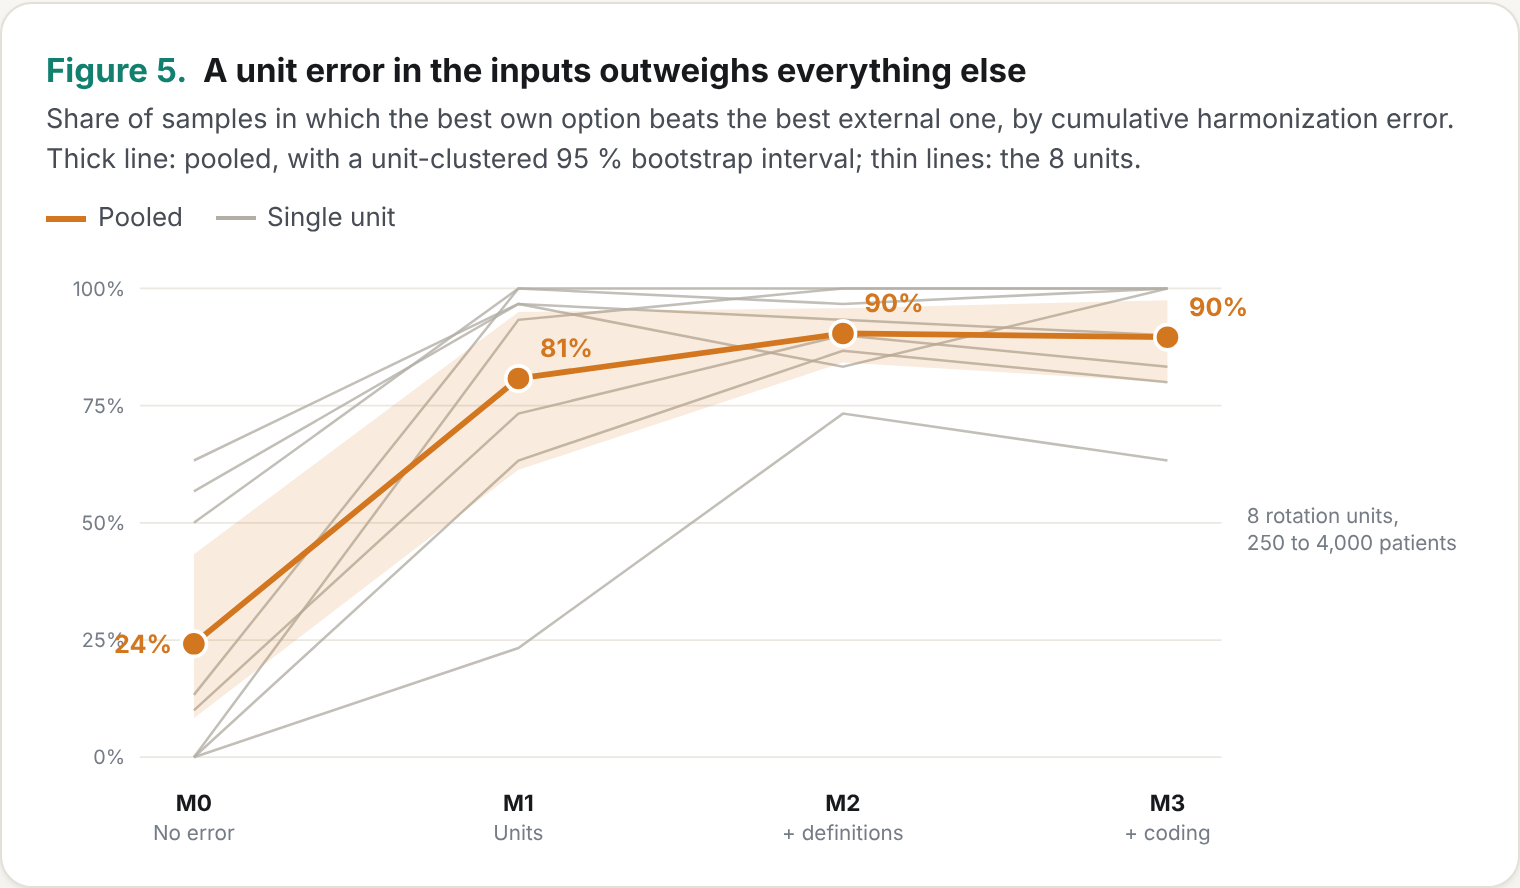 Figure 5. A unit error in the inputs outweighs everything else
Share of samples in which the best own option beats the best external one, by cumulative harmonization error.
Thick line: pooled, with a unit-clustered 95 % bootstrap interval; thin lines: the 8 units.
Pooled Single unit
100%
90%
90%
81%
75%
50%
8 rotation units,
250 to 4,000 patients
25%
24%
0%
M0 M1 M2 M3
No error Units + definitions + coding